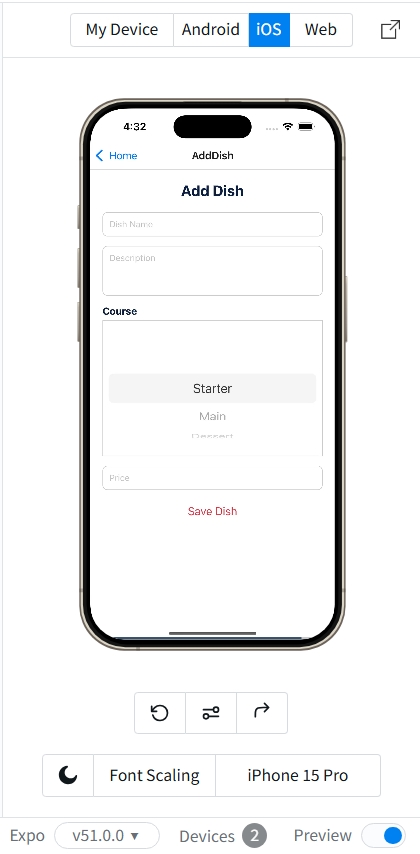 My Device Android iOS Web
4:32
Home AddDish
Add Dish
Dish Name
Description
Course
Starter
Main
Dessert
Price
Save Dish
Font Scaling iPhone 15 Pro
Expo v51.0.0 ▼ Devices 2 Preview